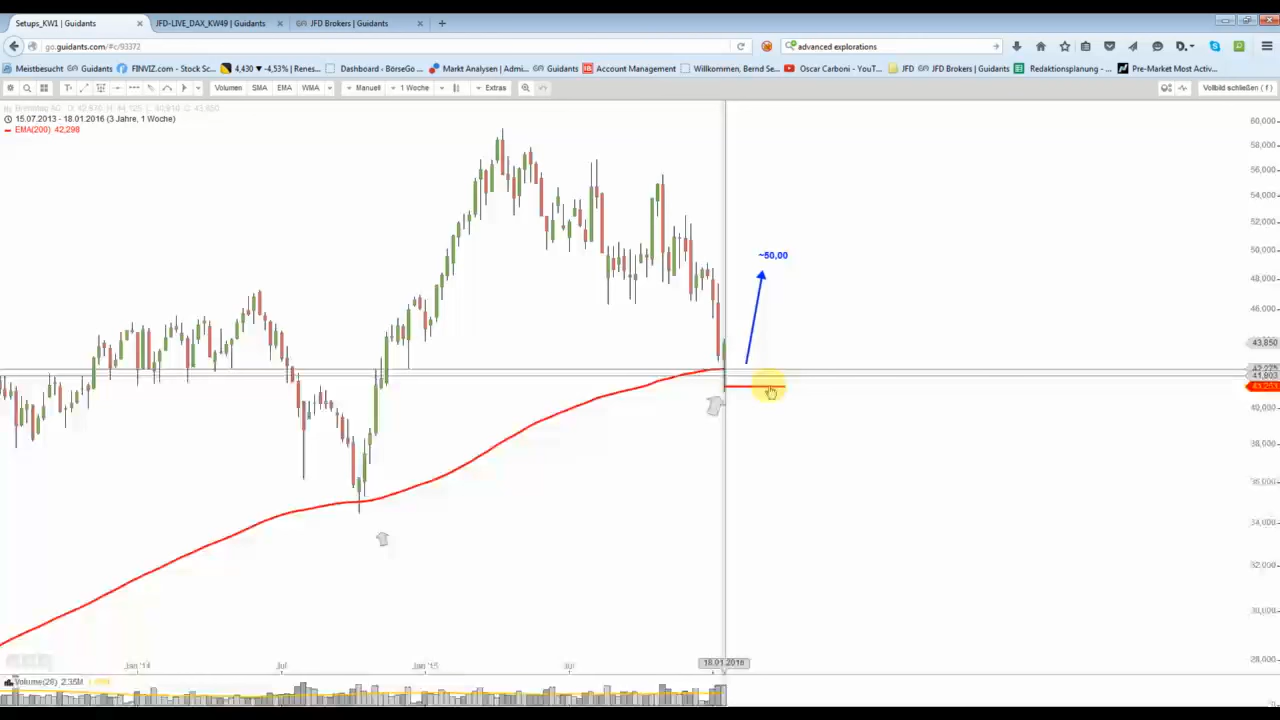 Setups_KW1 | Guidants
JFD-LIVE_DAX_KW49 | Guidants
JFD Brokers | Guidants
go.guidants.com/#c/93372
advanced explorations
Meistbesucht
Guidants
FINVIZ.com - Stock Sc...
4,430 ▼ -4,53% | Renes...
Dashboard - BörseGo ...
Markt Analysen | Admi...
Guidants
Account Management
Willkommen, Bernd Se...
Oscar Carboni - YouT...
JFD
JFD Brokers | Guidants
Redaktionsplanung - ...
Pre-Market Most Activ...
Volumen
SMA
EMA
WMA
Manuell
1 Woche
Extras
Vollbild schließen ( f )
15.07.2013 - 18.01.2016 (3 Jahre, 1 Woche)
EMA(200) 42,298
~50,00
60,000
58,000
56,000
54,000
52,000
50,000
48,000
46,000
43,850
40,000
38,000
36,000
34,000
32,000
30,000
28,000
Jan '14
Jul
Jan '15
Jul
18.01.2016
Volume(26) 2.35M